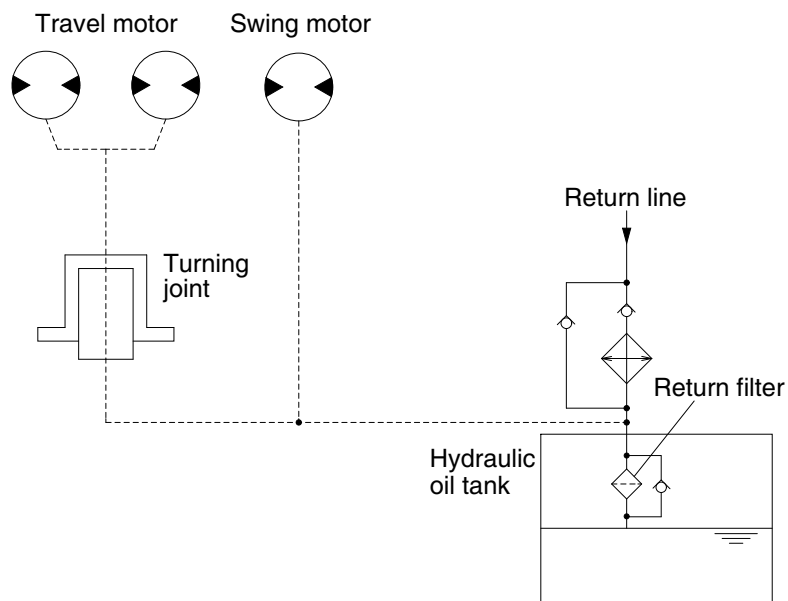 Travel motor
Swing motor
Return line
Turning
joint
Return filter
Hydraulic
oil tank